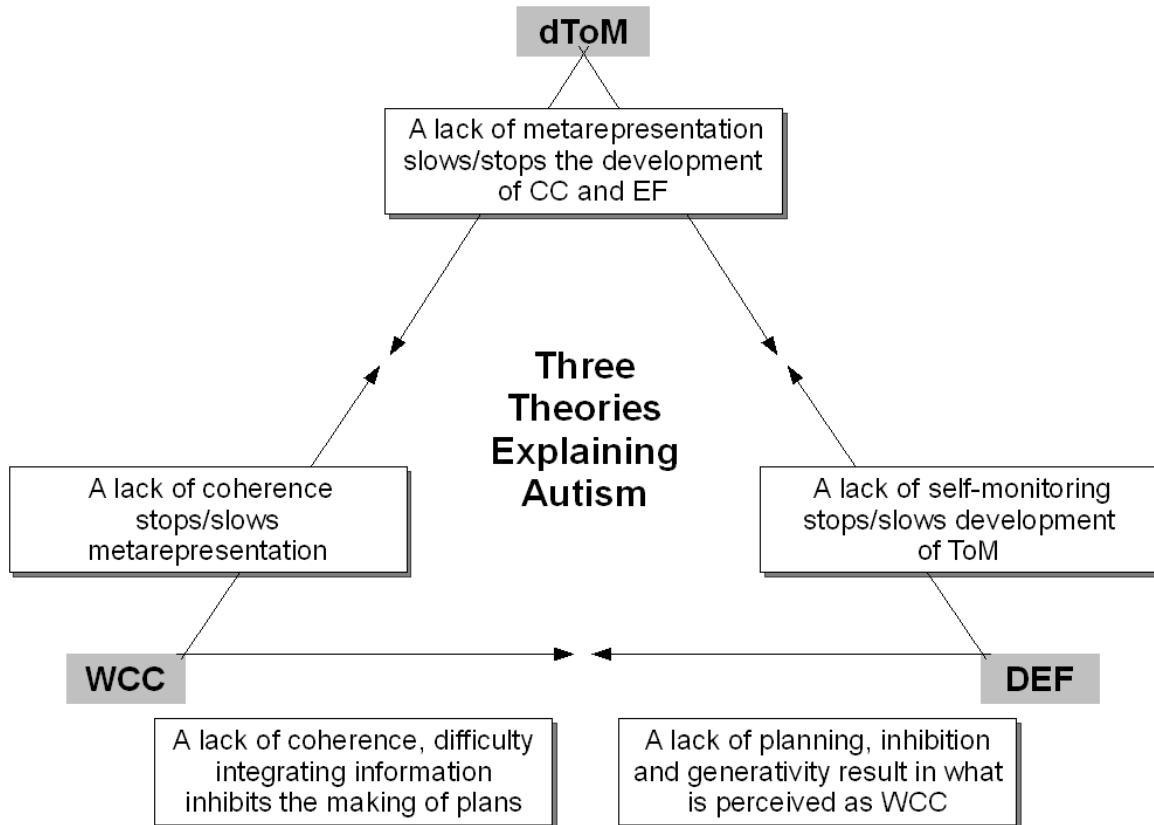 dToM
A lack of metarepresentation
slows/stops the development
of CC and EF
Three
Theories
Explaining
Autism
A lack of coherence
stops/slows
metarepresentation
A lack of self-monitoring
stops/slows development
of ToM
WCC
DEF
A lack of coherence, difficulty
integrating information
inhibits the making of plans
A lack of planning, inhibition
and generativity result in what
is perceived as WCC